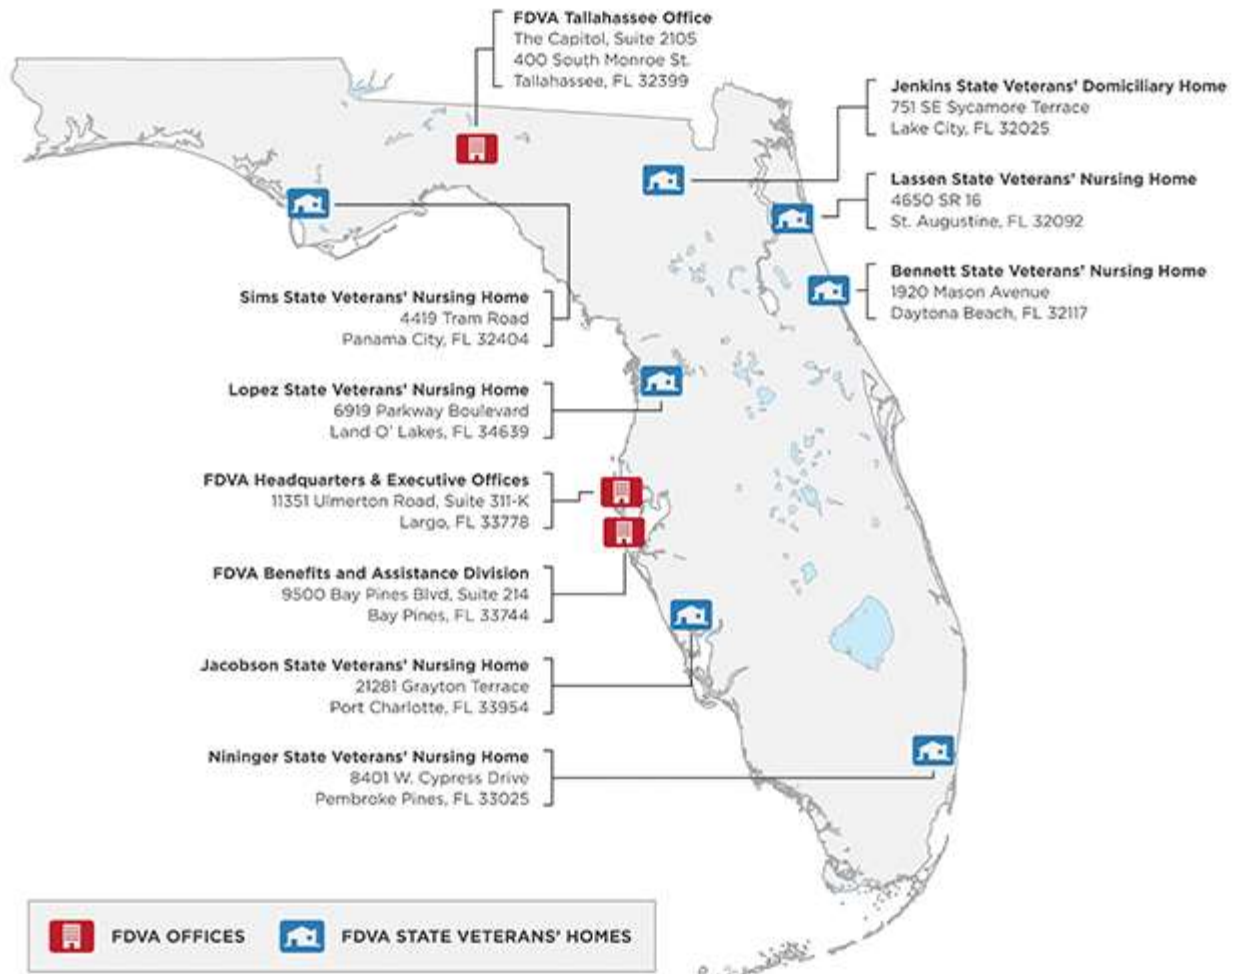 FDVA Tallahassee Office
The Capitol, Suite 2105
400 South Monroe St.
Tallahassee, FL 32399
Jenkins State Veterans' Domiciliary Home
751 SE Sycamore Terrace
Lake City, FL 32025
Lassen State Veterans' Nursing Home
4650 SR 16
St. Augustine, FL 32092
Bennett State Veterans' Nursing Home
1920 Mason Avenue
Daytona Beach, FL 32117
Sims State Veterans' Nursing Home
4419 Tram Road
Panama City, FL 32404
Lopez State Veterans' Nursing Home
6919 Parkway Boulevard
Land O' Lakes, FL 34639
FDVA Headquarters & Executive Offices
11351 Ulmerton Road, Suite 311-K
Largo, FL 33778
FDVA Benefits and Assistance Division
9500 Bay Pines Blvd, Suite 214
Bay Pines, FL 33744
Jacobson State Veterans' Nursing Home
21281 Grayton Terrace
Port Charlotte, FL 33954
Nininger State Veterans' Nursing Home
8401 W. Cypress Drive
Pembroke Pines, FL 33025
FDVA OFFICES
FDVA STATE VETERANS' HOMES